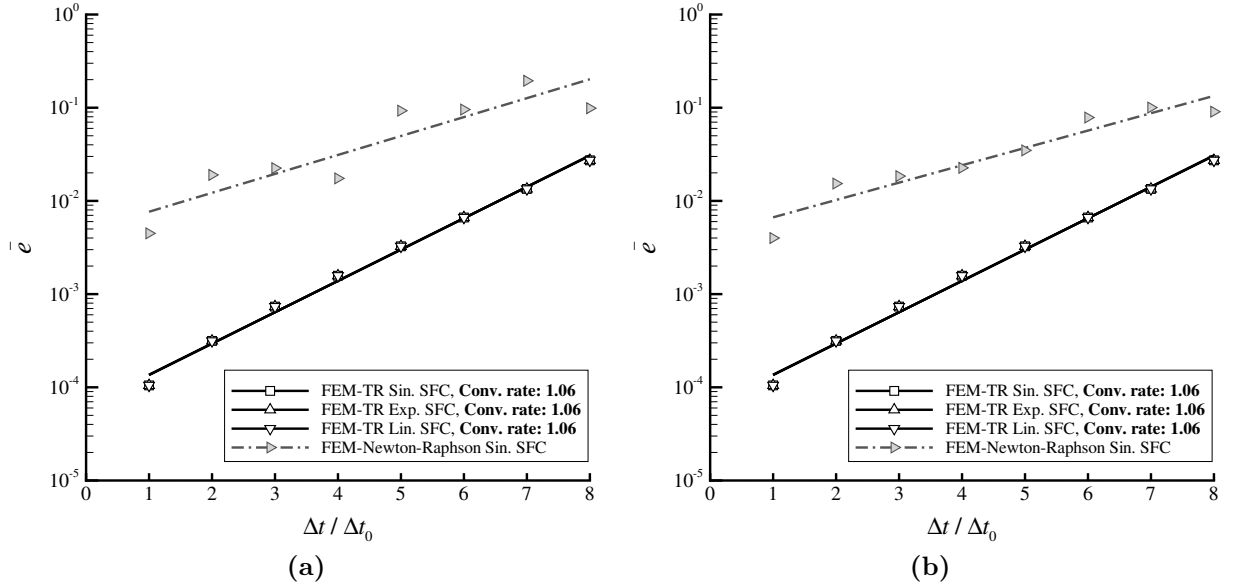 10^0
10^-1
10^-2
10^-3
10^-4
10^-5
ē
0 1 2 3 4 5 6 7 8
Δt / Δt_0
FEM-TR Sin. SFC, Conv. rate: 1.06
FEM-TR Exp. SFC, Conv. rate: 1.06
FEM-TR Lin. SFC, Conv. rate: 1.06
FEM-Newton-Raphson Sin. SFC
(a)
10^0
10^-1
10^-2
10^-3
10^-4
10^-5
ē
0 1 2 3 4 5 6 7 8
Δt / Δt_0
FEM-TR Sin. SFC, Conv. rate: 1.06
FEM-TR Exp. SFC, Conv. rate: 1.06
FEM-TR Lin. SFC, Conv. rate: 1.06
FEM-Newton-Raphson Sin. SFC
(b)